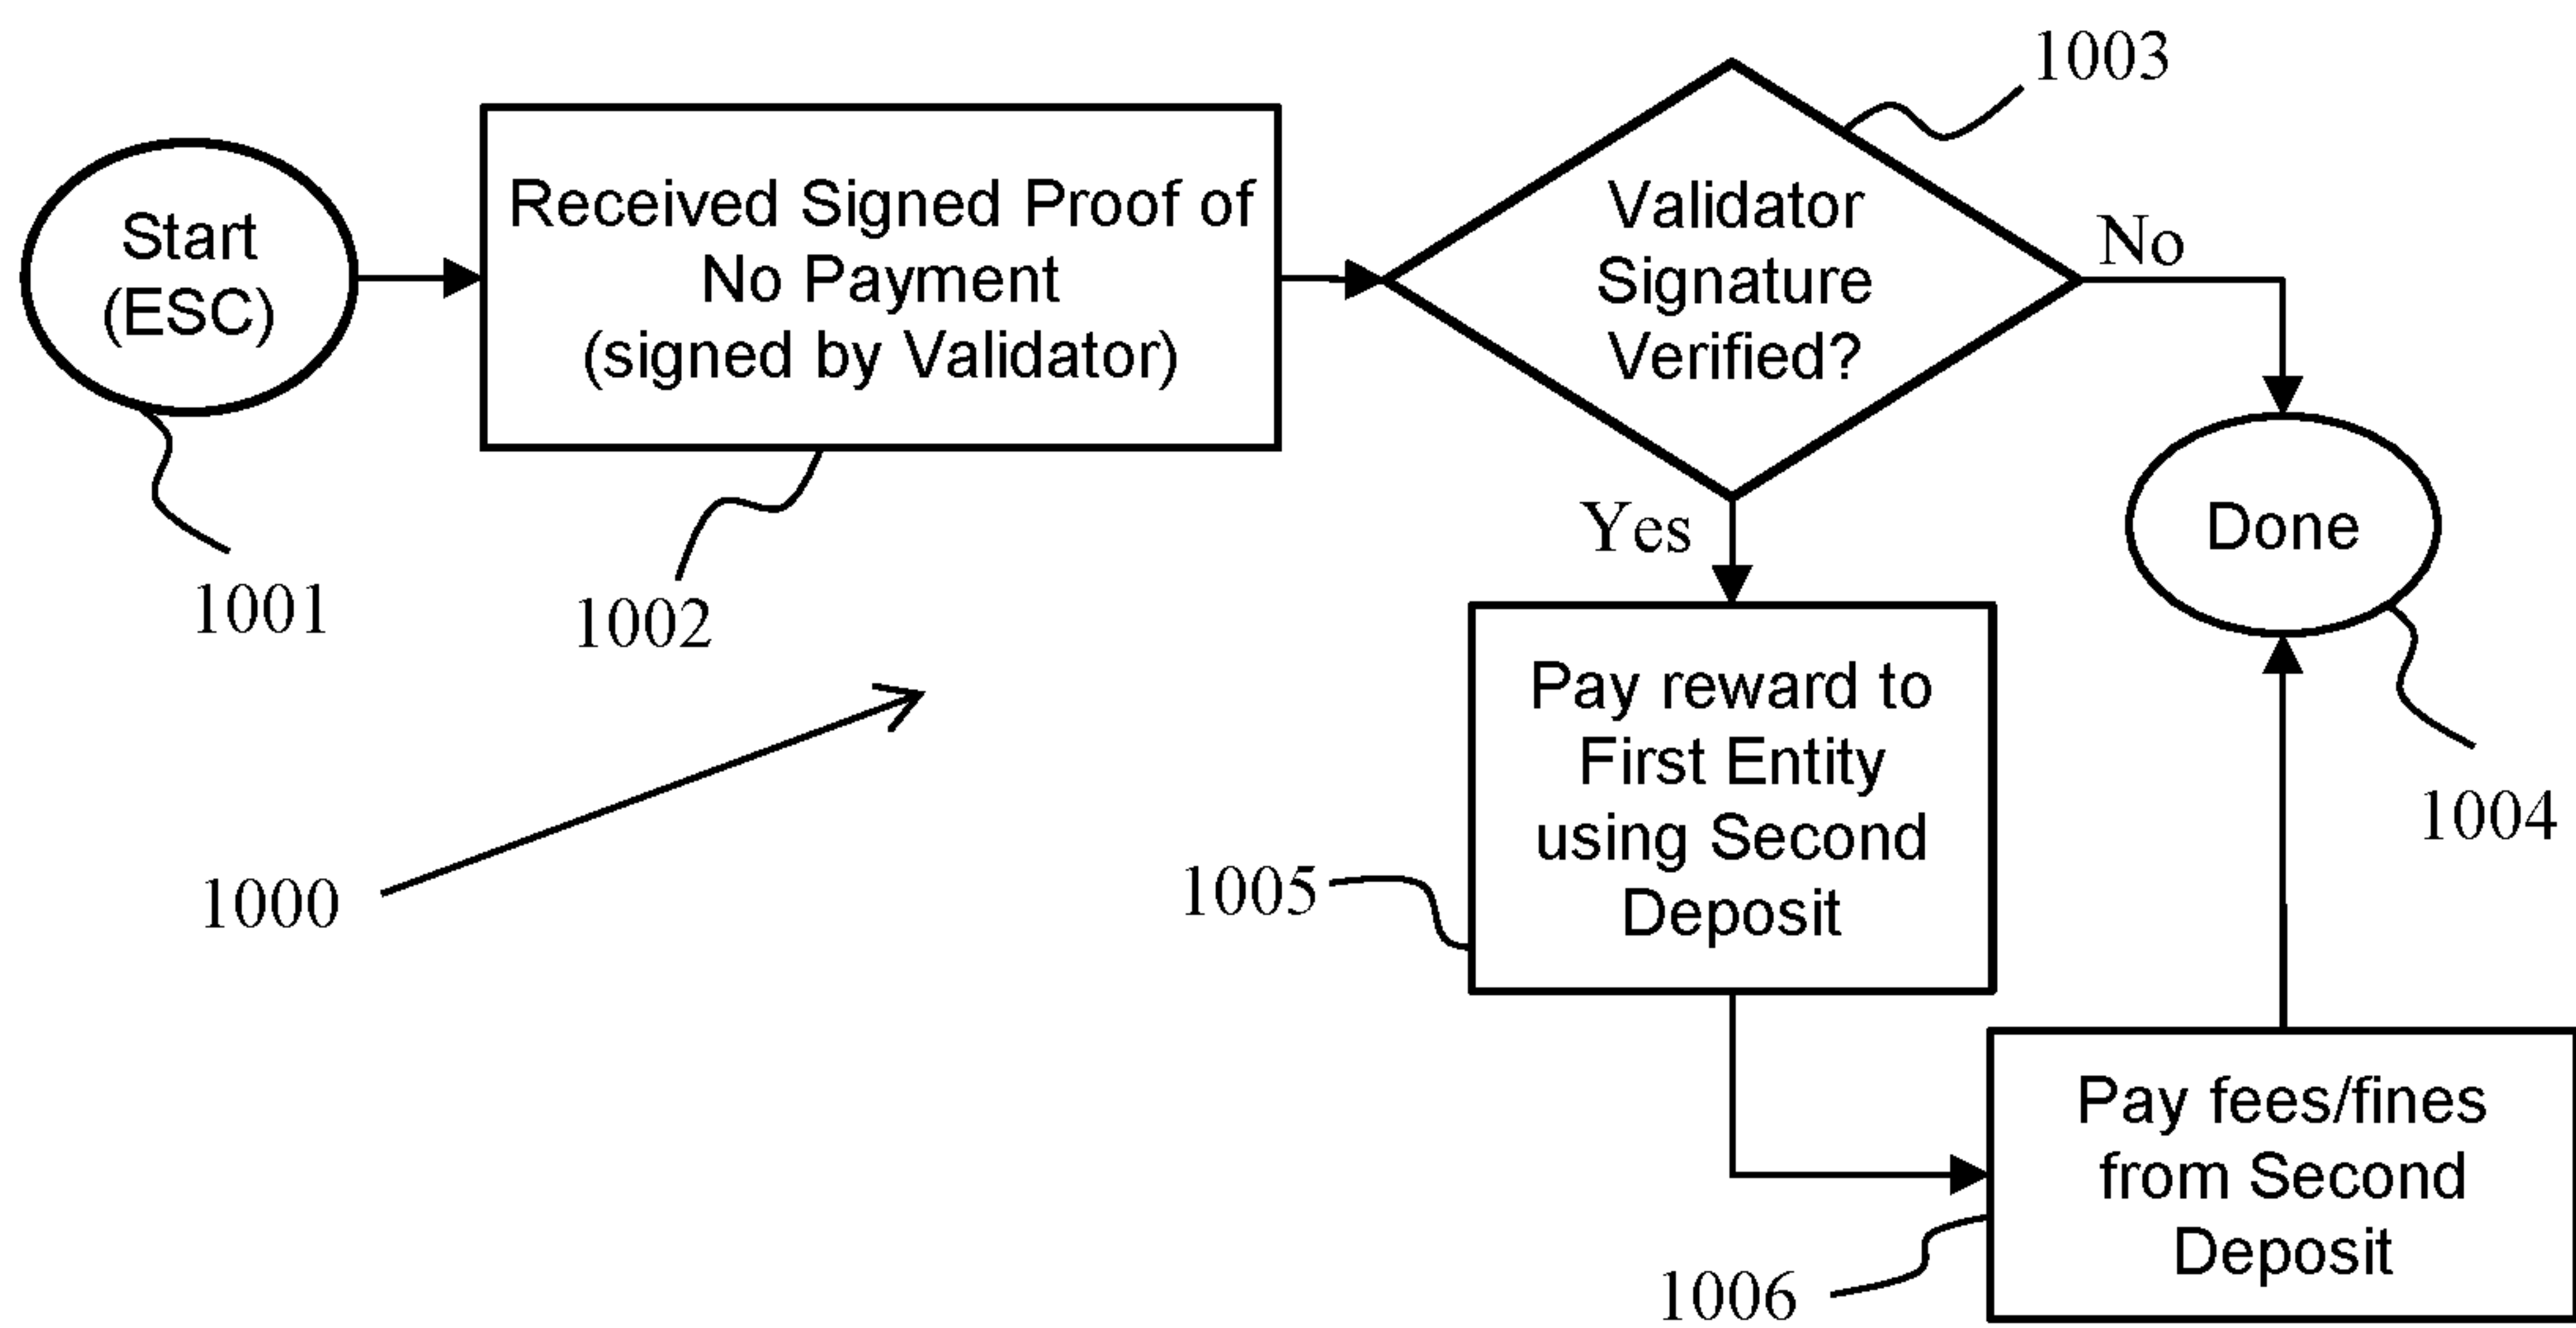 1003
Start
(ESC)
Received Signed Proof of
No Payment
(signed by Validator)
Validator
Signature
Verified?
No
Yes
Done
1001
1002
Pay reward to
First Entity
using Second
Deposit
1004
1005
1000
Pay fees/fines
from Second
Deposit
1006